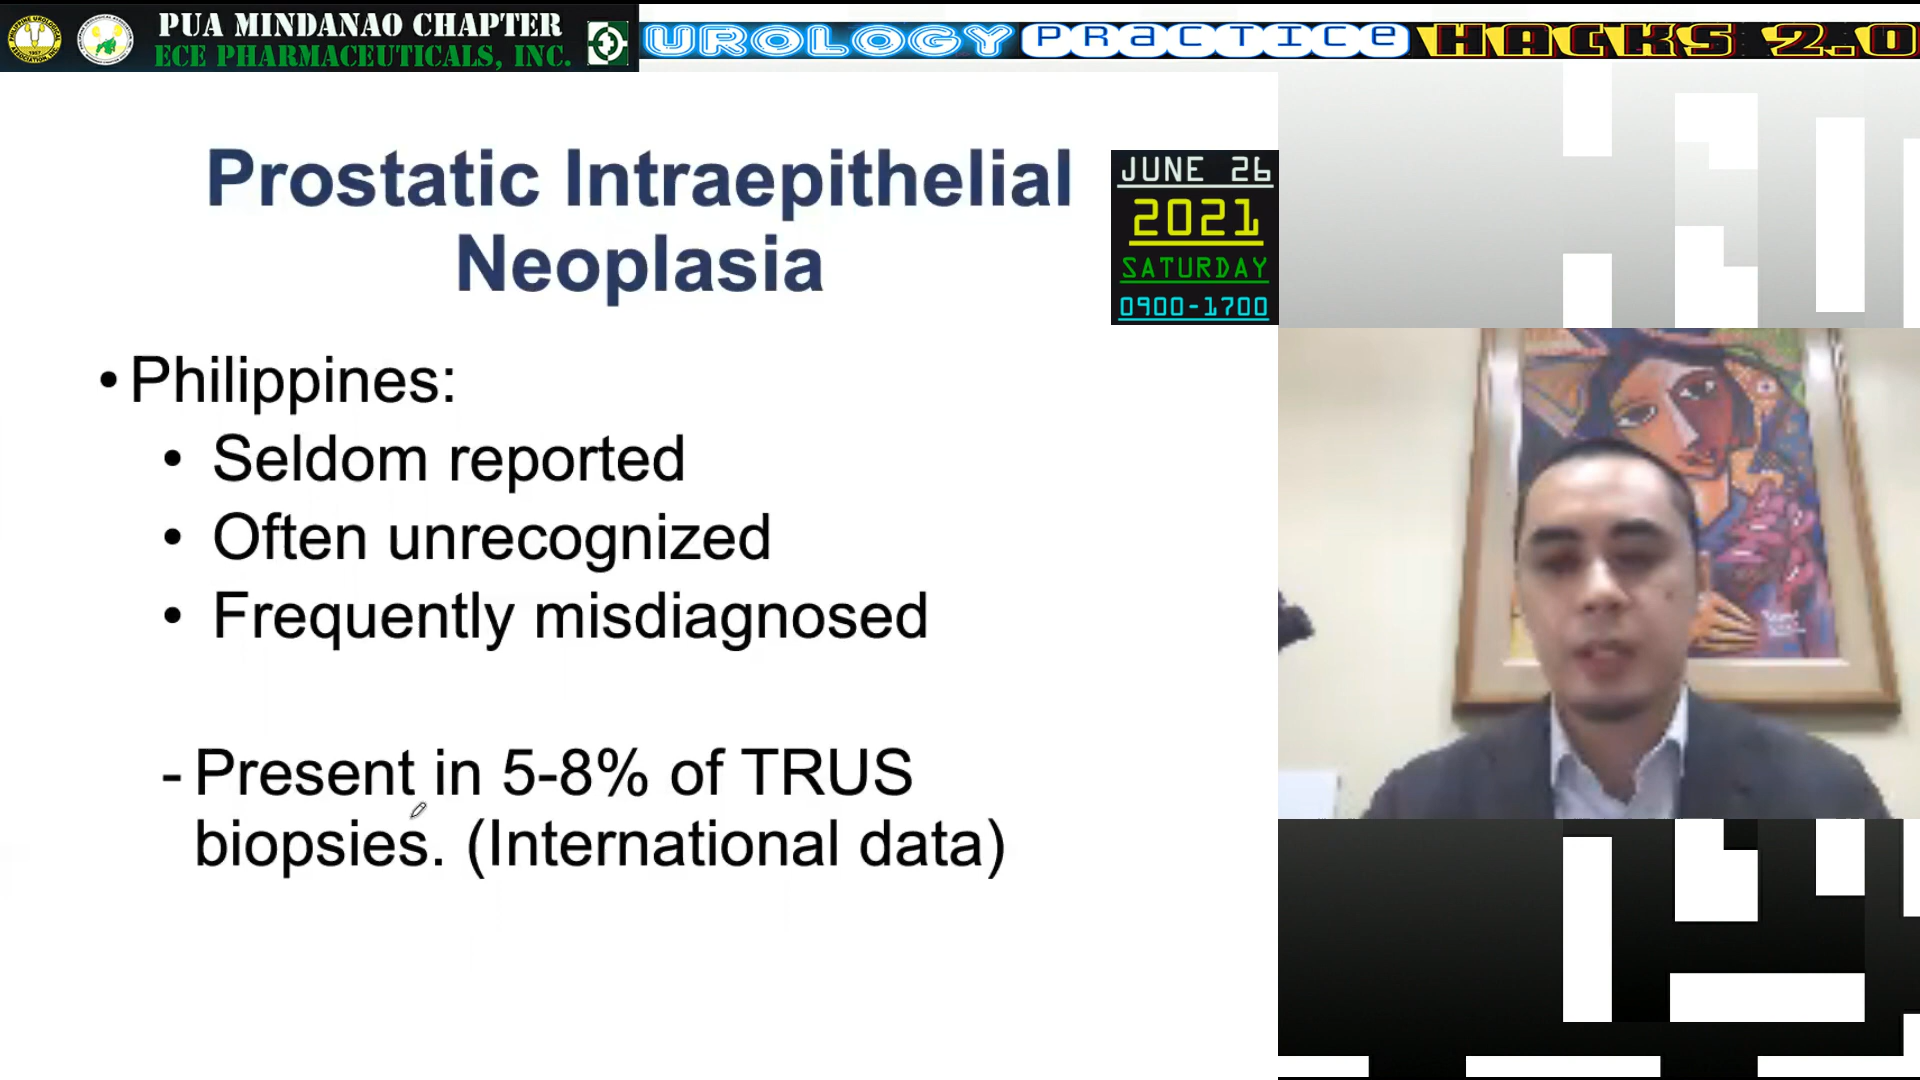 PUA MINDANAO CHAPTER
ECE PHARMACEUTICALS, INC.
UROLOGY PRACTICE HACKS 2.0
Prostatic Intraepithelial
Neoplasia
JUNE 26
2021
SATURDAY
0900-1700
• Philippines:
• Seldom reported
• Often unrecognized
• Frequently misdiagnosed
- Present in 5-8% of TRUS
biopsies. (International data)